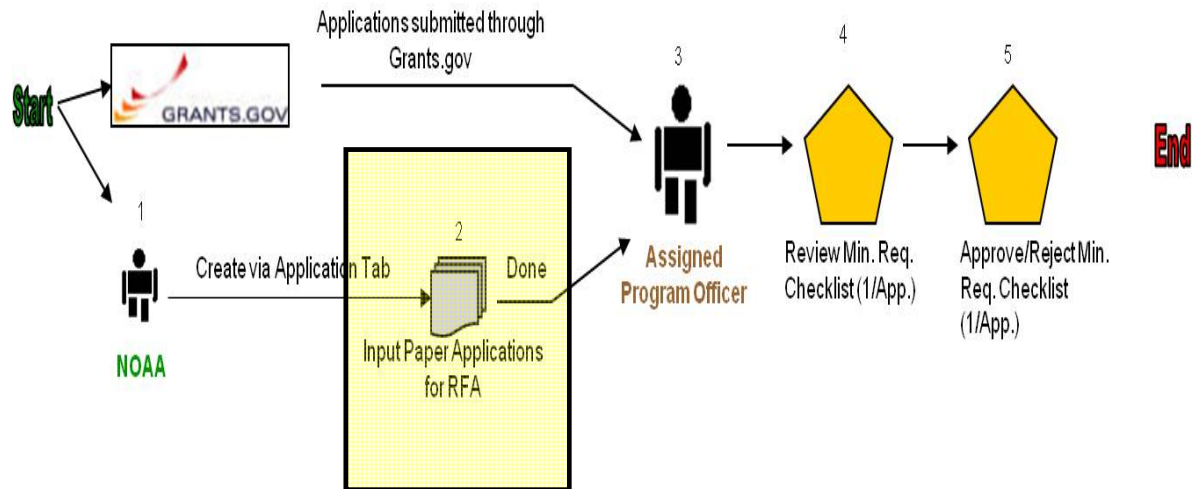 Start
GRANTS.GOV
Applications submitted through
Grants.gov
1
NOAA
Create via Application Tab
2
Input Paper Applications
for RFA
Done
3
Assigned
Program Officer
4
Review Min. Req.
Checklist (1/App.)
5
Approve/Reject Min.
Req. Checklist
(1/App.)
End